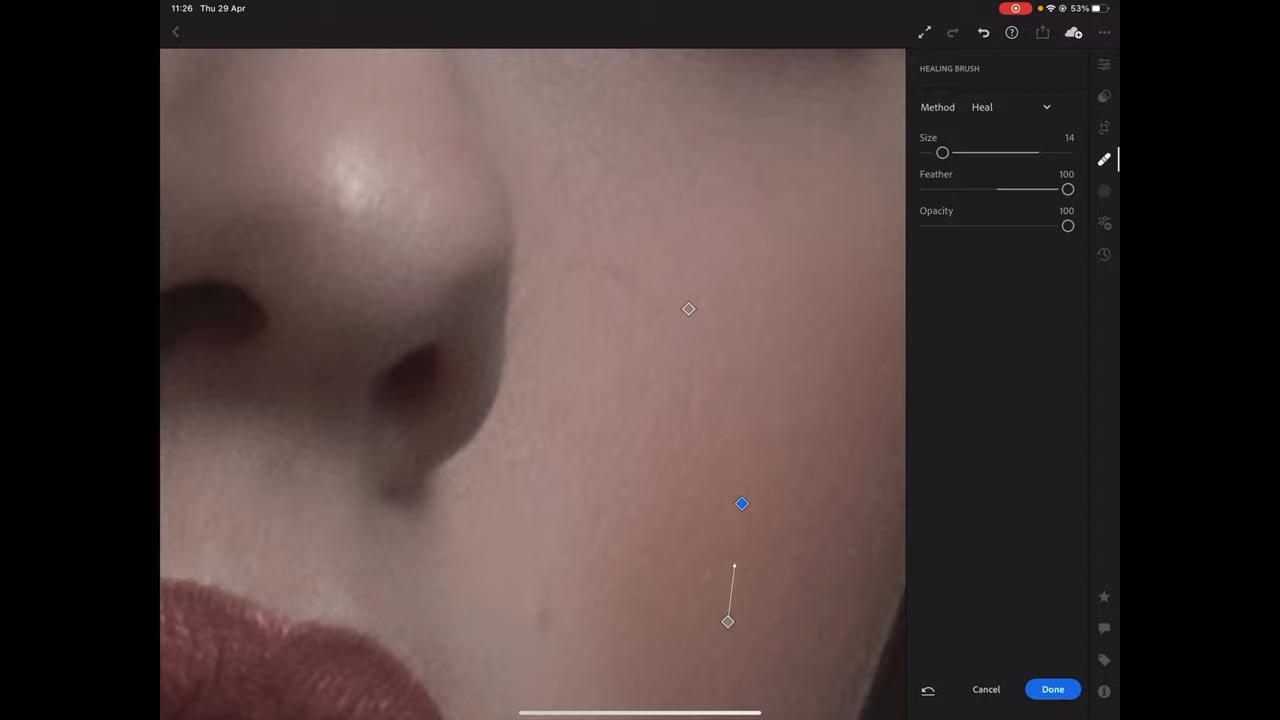 11:26 Thu 29 Apr
53%
HEALING BRUSH
Method Heal
Size 14
Feather 100
Opacity 100
Cancel Done